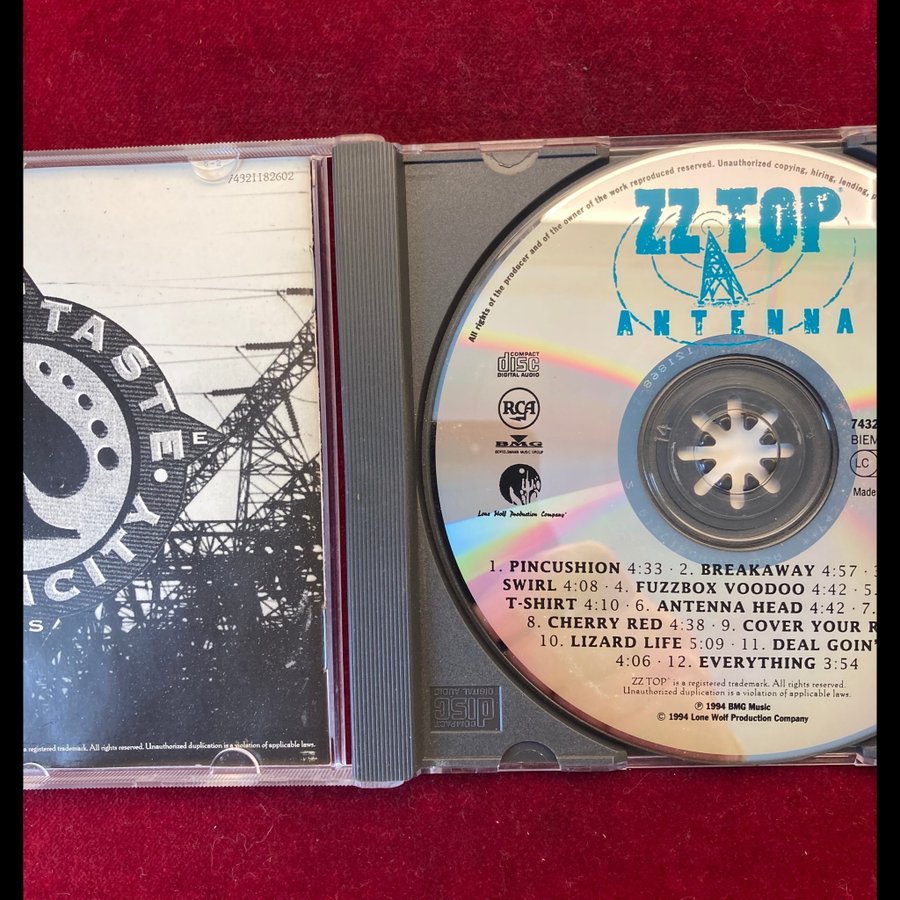 6-2
74321182602
TASTE
E
ICITY
S
a registered trademark. All rights reserved. Unauthorized duplication is a violation of applicable laws.
COMPACT
disc
DIGITAL AUDIO
All rights of the producer and of the owner of the work reproduced reserved. Unauthorized copying, hiring, lending, p
ZZ TOP®
ANTENNA
COMPACT
disc
DIGITAL AUDIO
RCA
BMG
BERTELSMANN MUSIC GROUP
Lone Wolf Production Company
7432
BIEM
LC
Made
1. PINCUSHION 4:33 · 2. BREAKAWAY 4:57 · 3
SWIRL 4:08 · 4. FUZZBOX VOODOO 4:42 · 5.
T-SHIRT 4:10 · 6. ANTENNA HEAD 4:42 · 7.
8. CHERRY RED 4:38 · 9. COVER YOUR R
10. LIZARD LIFE 5:09 · 11. DEAL GOIN'
4:06 · 12. EVERYTHING 3:54
ZZ TOP® is a registered trademark. All rights reserved.
Unauthorized duplication is a violation of applicable laws.
℗ 1994 BMG Music
© 1994 Lone Wolf Production Company